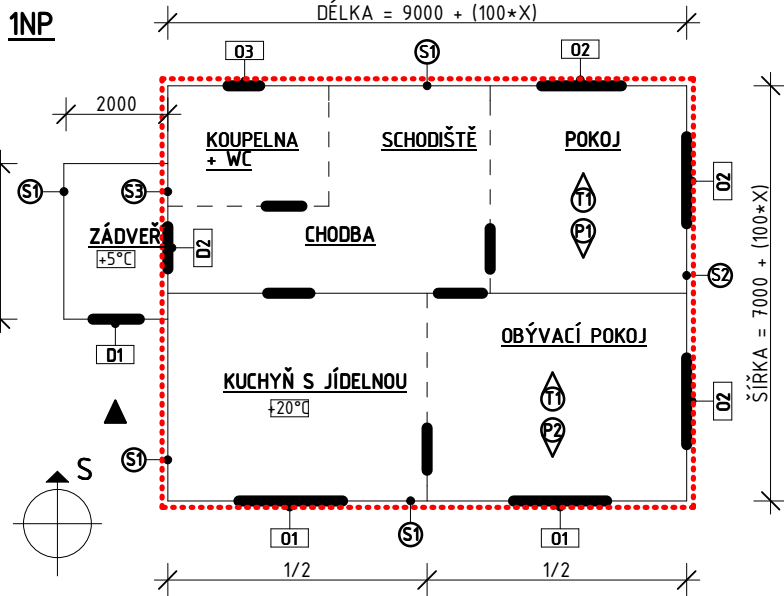 1NP
DÉLKA = 9000 + (100*X)
O3
S1
O2
2000
KOUPELNA
+ WC
SCHODIŠTĚ
POKOJ
S1
S3
T1
O2
P1
ZÁDVEŘ
+5°C
D2
CHODBA
S2
D1
OBÝVACÍ POKOJ
ŠÍŘKA = 7000 + (100*X)
KUCHYŇ S JÍDELNOU
+20°C
T1
O2
P2
S1
S
O1
S1
O1
1/2
1/2